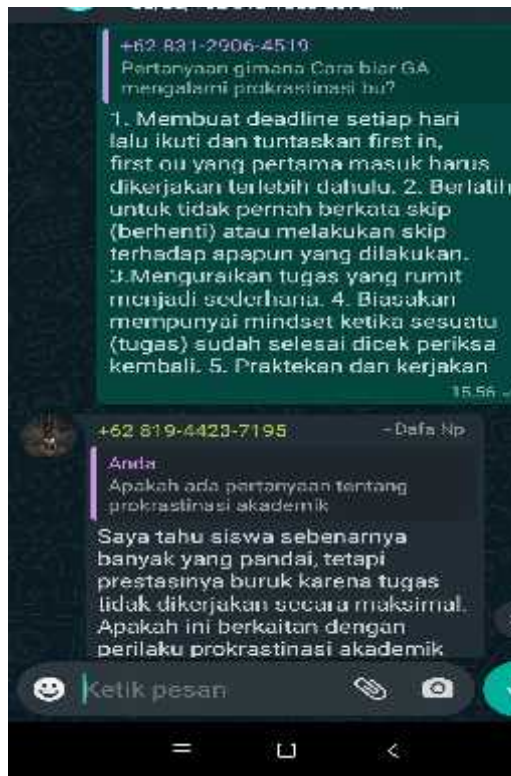 +62 831-2906-4519
Pertanyaan gimana Cara biar GA
mengalami prokrastinasi bu?
1. Membuat deadline setiap hari
lalu ikuti dan tuntaskan first in,
first ou yang pertama masuk harus
dikerjakan terlebih dahulu. 2. Berlatih
untuk tidak pernah berkata skip
(berhenti) atau melakukan skip
terhadap apapun yang dilakukan.
3.Menguraikan tugas yang rumit
menjadi sederhana. 4. Biasakan
mempunyai mindset ketika sesuatu
(tugas) sudah selesai dicek periksa
kembali. 5. Praktekan dan kerjakan
15.56
+62 819-4423-7195 ~Dafa Np
Anda
Apakah ada pertanyaan tentang
prokrastinasi akademik
Saya tahu siswa sebenarnya
banyak yang pandai, tetapi
prestasinya buruk karena tugas
tidak dikerjakan secara maksimal.
Apakah ini berkaitan dengan
perilaku prokrastinasi akademik
Ketik pesan